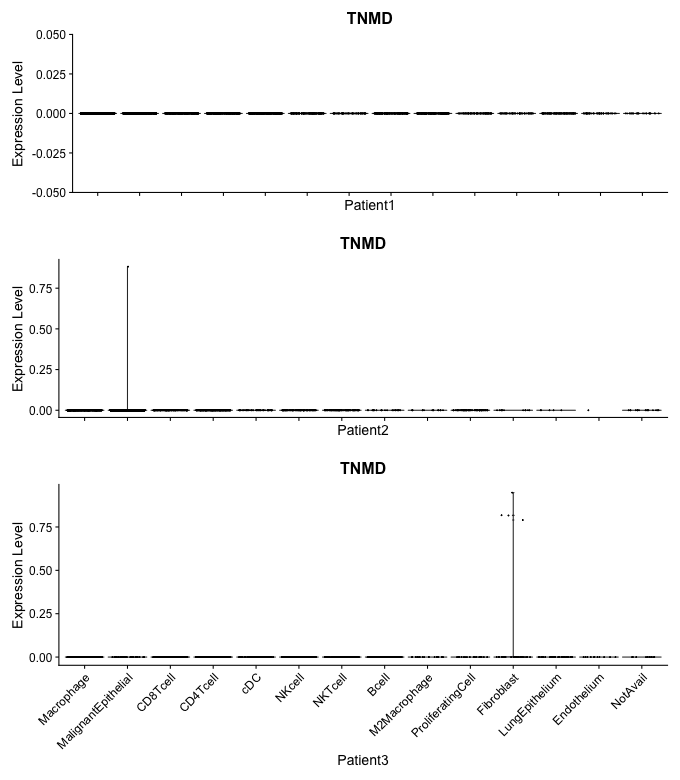 TNMD
Expression Level
0.050
0.025
0.000
-0.025
-0.050
Patient1
TNMD
Expression Level
0.75
0.50
0.25
0.00
Patient2
TNMD
Expression Level
0.75
0.50
0.25
0.00
Macrophage
MalignantEpithelial
CD8Tcell
CD4Tcell
cDC
NKcell
NKTcell
Bcell
M2Macrophage
ProliferatingCell
Fibroblast
LungEpithelium
Endothelium
NotAvail
Patient3